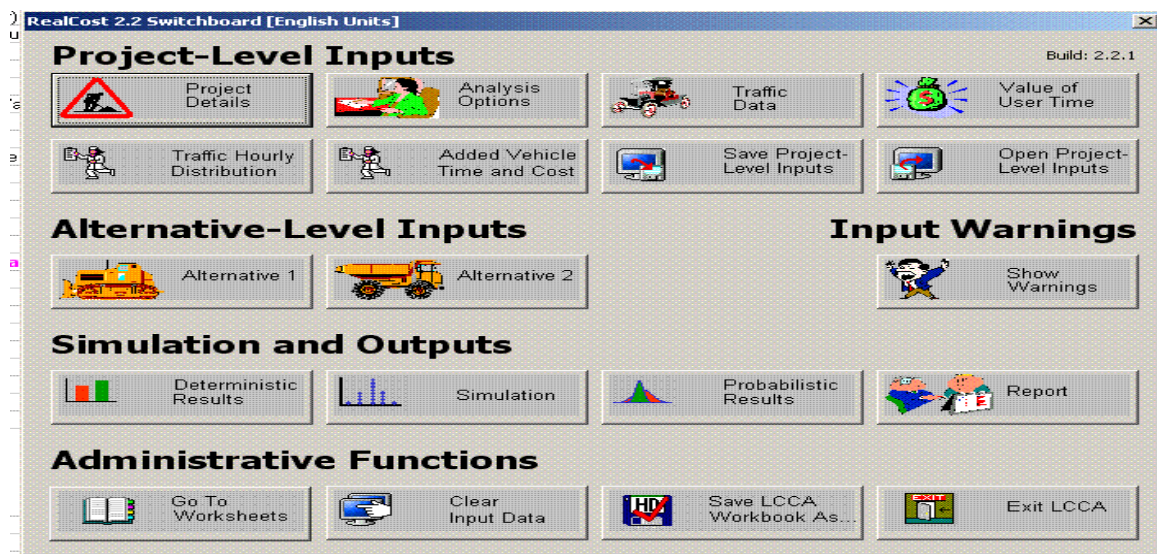 RealCost 2.2 Switchboard [English Units]
Project-Level Inputs
Build: 2.2.1
Project
Details
Analysis
Options
Traffic
Data
Value of
User Time
Traffic Hourly
Distribution
Added Vehicle
Time and Cost
Save Project-
Level Inputs
Open Project-
Level Inputs
Alternative-Level Inputs
Input Warnings
Alternative 1
Alternative 2
Show
Warnings
Simulation and Outputs
Deterministic
Results
Simulation
Probabilistic
Results
Report
Administrative Functions
Go To
Worksheets
Clear
Input Data
HD
Save LCCA
Workbook As...
EXIT
Exit LCCA